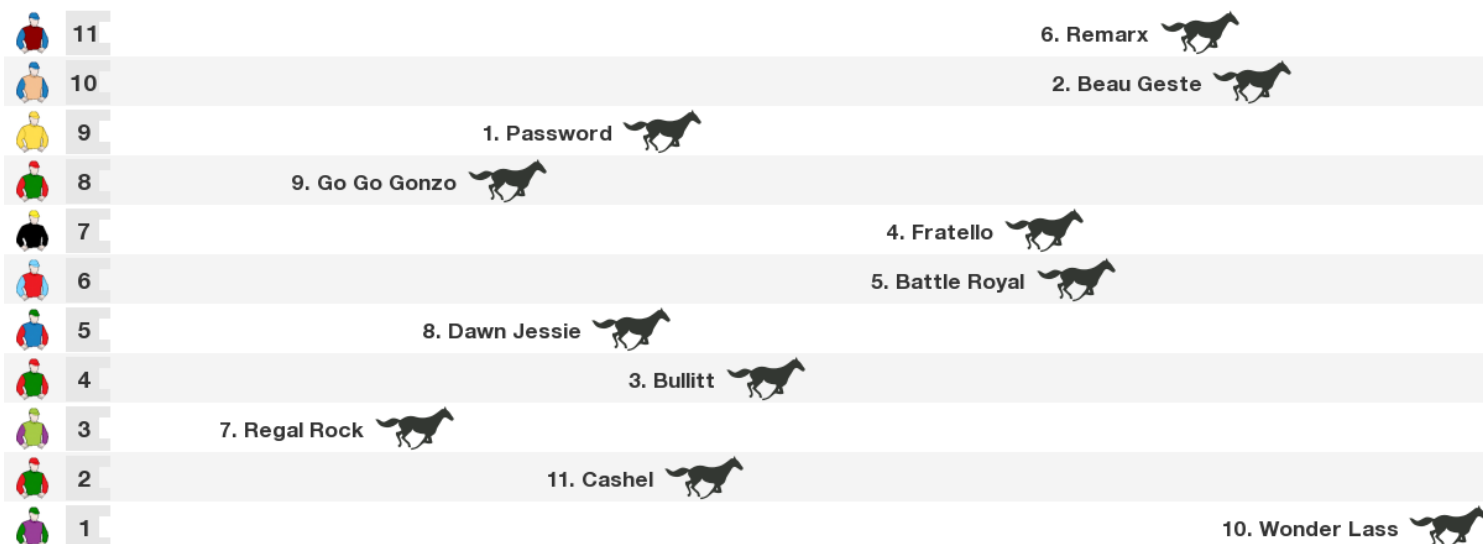 11 6. Remarx
10 2. Beau Geste
9 1. Password
8 9. Go Go Gonzo
7 4. Fratello
6 5. Battle Royal
5 8. Dawn Jessie
4 3. Bullitt
3 7. Regal Rock
2 11. Cashel
1 10. Wonder Lass